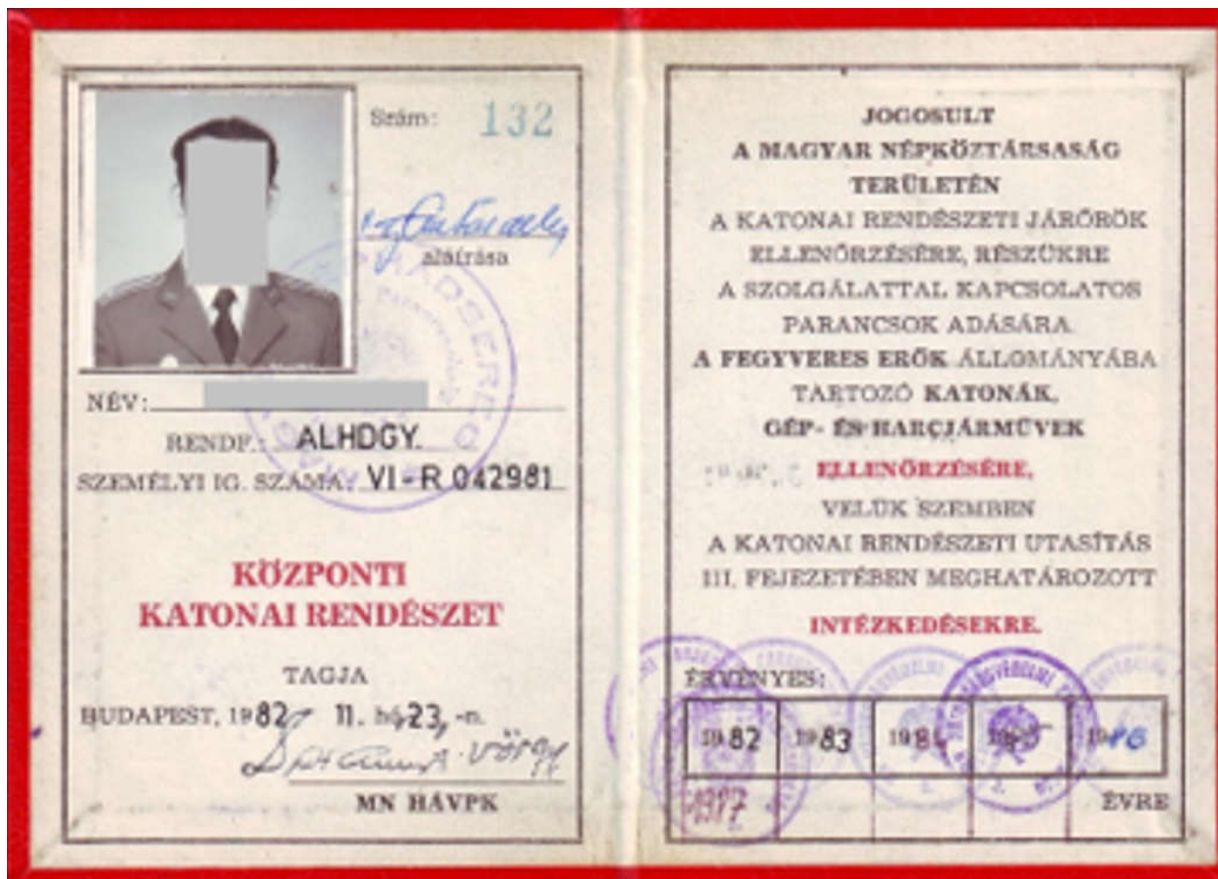 Szám: 132
aláírása
NÉV:
RENDF.: ALHDGY.
SZEMÉLYI IG. SZÁMA: VI-R 042981
KÖZPONTI
KATONAI RENDÉSZET
TAGJA
BUDAPEST, 1982 11. hó 23,-n.
MN HÁVPK
JOGOSULT
A MAGYAR NÉPKÖZTÁRSASÁG
TERÜLETÉN
A KATONAI RENDÉSZETI JÁRŐRÖK
ELLENŐRZÉSÉRE, RÉSZÜKRE
A SZOLGÁLATTAL KAPCSOLATOS
PARANCSOK ADÁSÁRA
A FEGYVERES ERŐK ÁLLOMÁNYÁBA
TARTOZÓ KATONÁK,
GÉP- ÉS HARCJÁRMŰVEK
ELLENŐRZÉSÉRE,
VELÜK SZEMBEN
A KATONAI RENDÉSZETI UTASÍTÁS
III. FEJEZETÉBEN MEGHATÁROZOTT
INTÉZKEDÉSEKRE.
ÉRVÉNYES:
1982 1983 1984 1985 1986
1987
ÉVRE